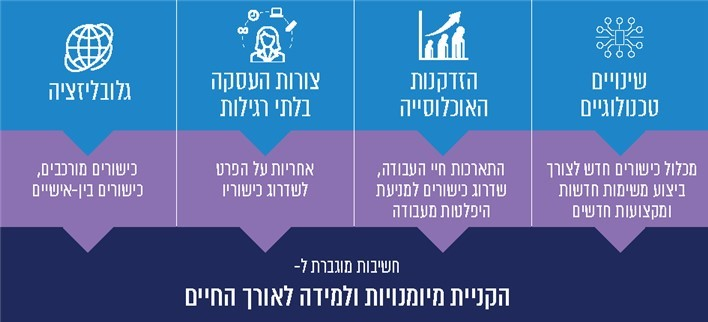 שינויים
טכנולוגיים
הזדקנות
האוכלוסייה
צורות העסקה
בלתי רגילות
גלובליזציה
מכלול כישורים חדש לצורך
ביצוע משימות חדשות
ומקצועות חדשים
התארכות חיי העבודה,
שדרוג כישורים למניעת
היפלטות מעבודה
אחריות על הפרט
לשדרוג כישוריו
כישורים מורכבים,
כישורים בין-אישיים
חשיבות מוגברת ל-
הקניית מיומנויות ולמידה לאורך החיים